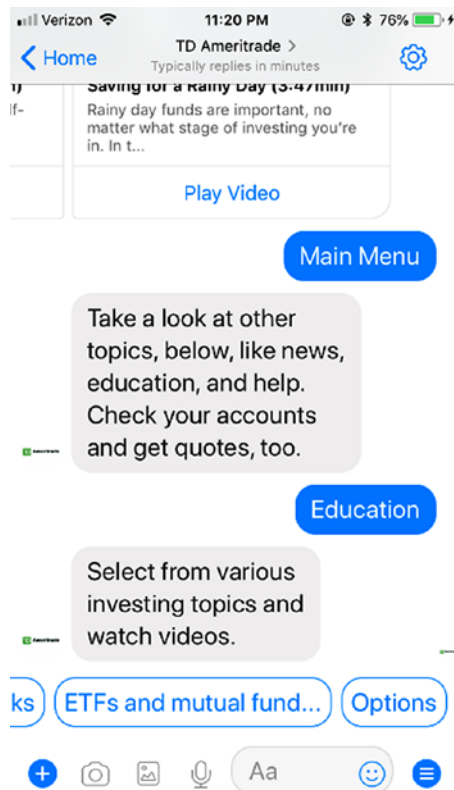 Verizon 11:20 PM 76%
Home
TD Ameritrade >
Typically replies in minutes
Saving for a Rainy Day (3:47min)
Rainy day funds are important, no
matter what stage of investing you're
in. In t...
Play Video
Main Menu
Take a look at other
topics, below, like news,
education, and help.
Check your accounts
and get quotes, too.
Ameritrade
Education
Select from various
investing topics and
watch videos.
Ameritrade
ks ETFs and mutual fund... Options
Aa